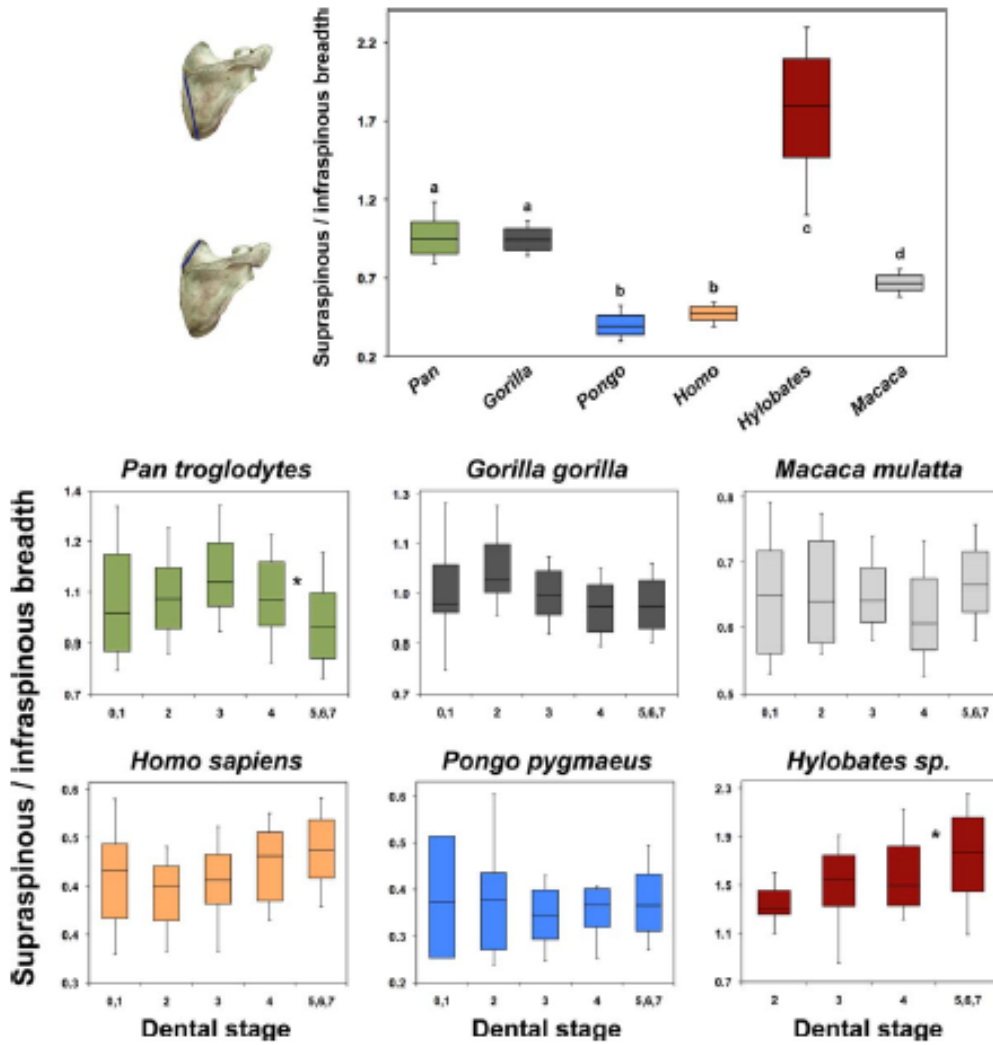 Supraspinous / infraspinous breadth
2.2
1.7
1.2
0.7
0.2
a
a
b
b
c
d
Pan
Gorilla
Pongo
Homo
Hylobates
Macaca
Supraspinous / infraspinous breadth
Pan troglodytes
1.4
1.2
1.1
0.9
0.7
*
0,1 2 3 4 5,6,7
Gorilla gorilla
1.3
1.0
1.0
0.8
0.7
0,1 2 3 4 5,6,7
Macaca mulatta
0.8
0.7
0.6
0.5
0,1 2 3 4 5,6,7
Homo sapiens
0.6
0.5
0.4
0.4
0.3
0,1 2 3 4 5,6,7
Dental stage
Pongo pygmaeus
0.6
0.5
0.4
0.3
0.2
0,1 2 3 4 5,6,7
Dental stage
Hylobates sp.
2.3
1.9
1.5
1.1
0.7
*
2 3 4 5,6,7
Dental stage